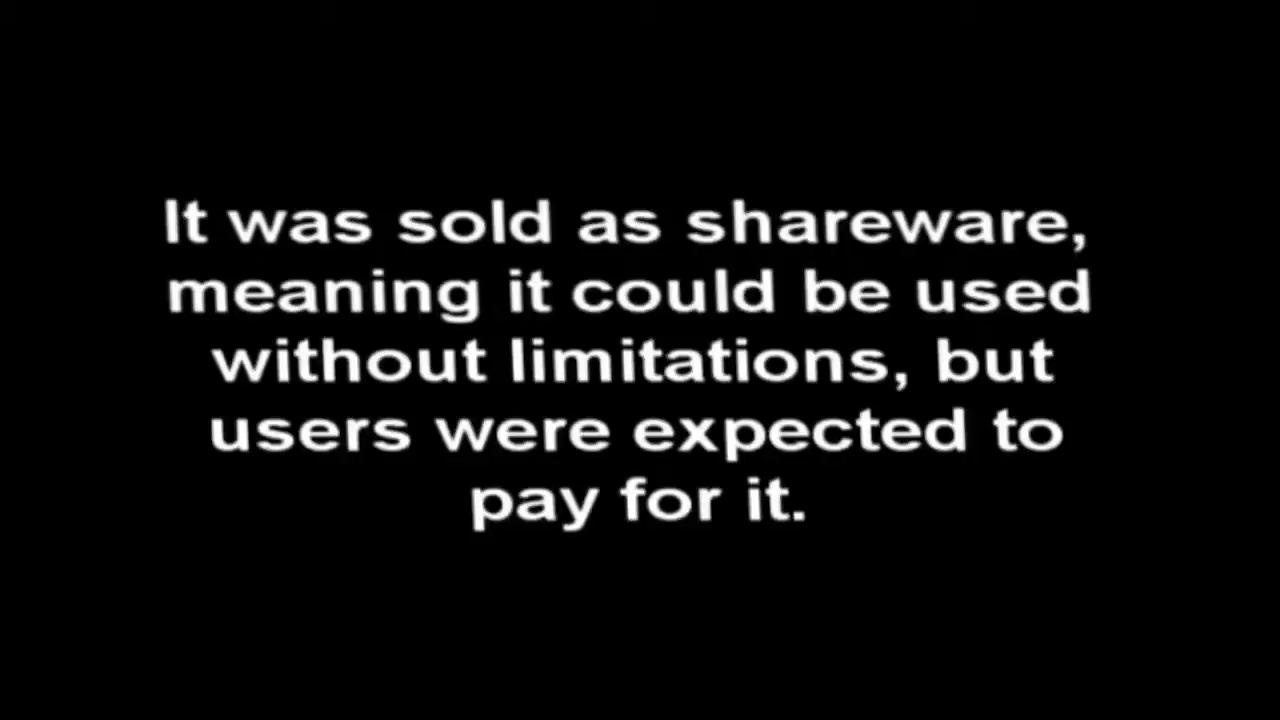 It was sold as shareware,
meaning it could be used
without limitations, but
users were expected to
pay for it.